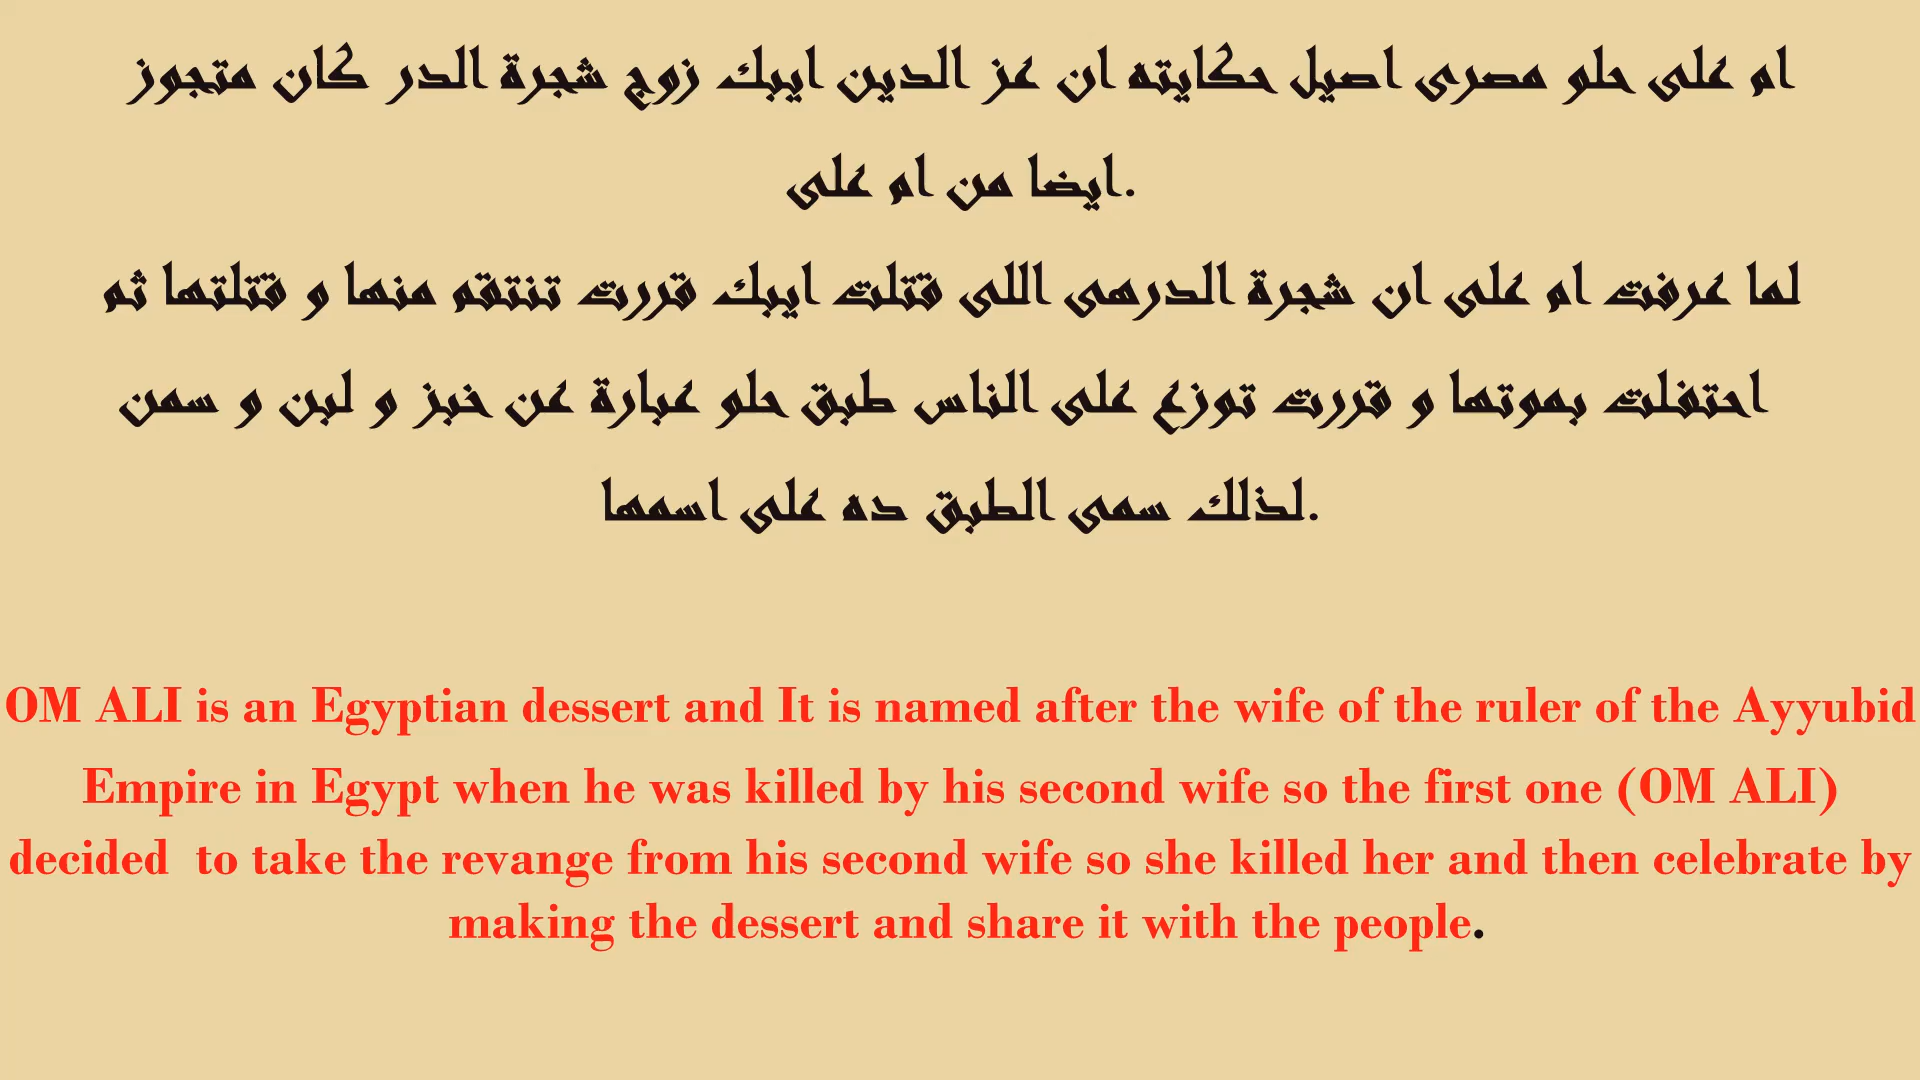 ام على حلو مصرى اصيل حكايته ان عز الدين ايبك زوج شجرة الدر كان متجوز
ايضا من ام على.
لما عرفت ام على ان شجرة الدرهى اللى قتلت ايبك قررت تنتقم منها و قتلتها ثم
احتفلت بموتها و قررت توزع على الناس طبق حلو عبارة عن خبز و لبن و سمن
لذلك سمى الطبق ده على اسمها.
OM ALI is an Egyptian dessert and It is named after the wife of the ruler of the Ayyubid
Empire in Egypt when he was killed by his second wife so the first one (OM ALI)
decided  to take the revange from his second wife so she killed her and then celebrate by
making the dessert and share it with the people.